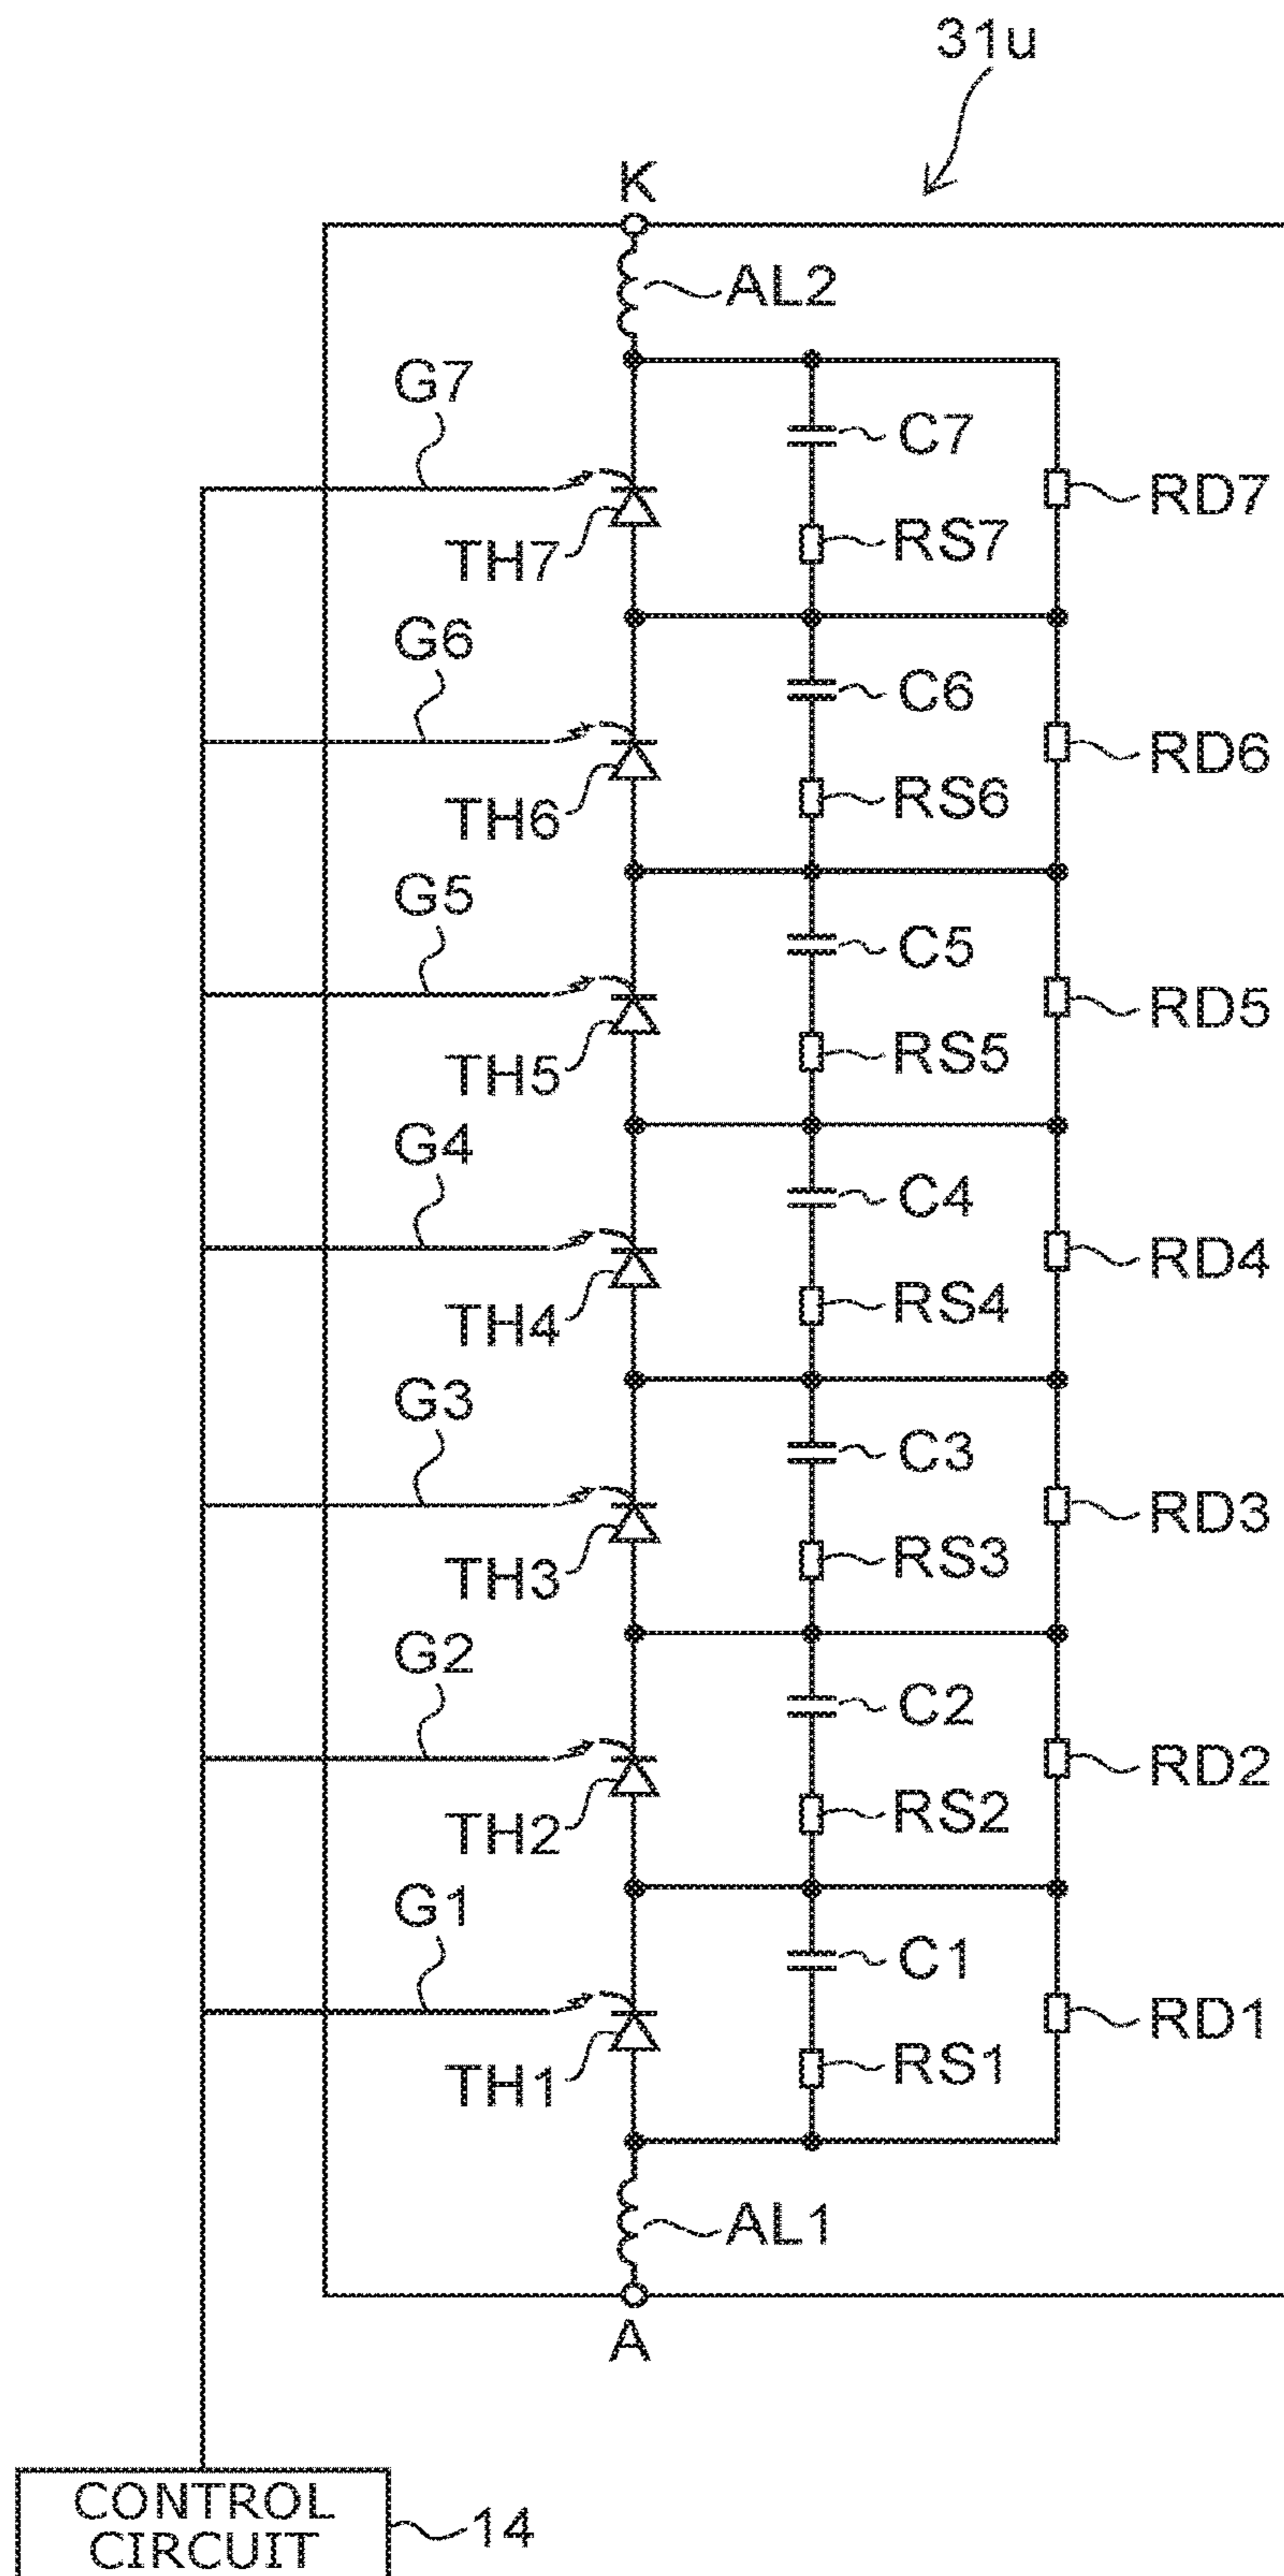 31u
K
AL2
G7
C7
RD7
RS7
TH7
G6
C6
RD6
RS6
TH6
G5
C5
RD5
RS5
TH5
G4
C4
RD4
RS4
TH4
G3
C3
RD3
RS3
TH3
G2
C2
RD2
RS2
TH2
G1
C1
RD1
RS1
TH1
AL1
A
CONTROL
CIRCUIT
14